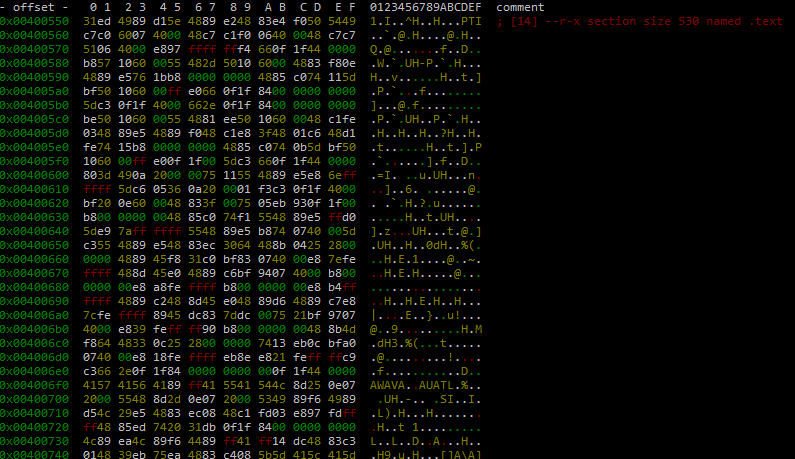 - offset -   0 1  2 3  4 5  6 7  8 9  A B  C D  E F  0123456789ABCDEF  comment
0x00400550  31ed 4989 d15e 4889 e248 83e4 f050 5449  1.I..^H..H...PTI  ; [14] --r-x section size 530 named .text
0x00400560  c7c0 6007 4000 48c7 c1f0 0640 0048 c7c7  ..`.@.H....@.H..
0x00400570  5106 4000 e897 ffff fff4 660f 1f44 0000  Q.@.......f..D..
0x00400580  b857 1060 0055 482d 5010 6000 4883 f80e  .W.`.UH-P.`.H...
0x00400590  4889 e576 1bb8 0000 0000 4885 c074 115d  H..v......H..t.]
0x004005a0  bf50 1060 00ff e066 0f1f 8400 0000 0000  .P.`...f........
0x004005b0  5dc3 0f1f 4000 662e 0f1f 8400 0000 0000  ]...@.f.........
0x004005c0  be50 1060 0055 4881 ee50 1060 0048 c1fe  .P.`.UH..P.`.H..
0x004005d0  0348 89e5 4889 f048 c1e8 3f48 01c6 48d1  .H..H..H..?H..H.
0x004005e0  fe74 15b8 0000 0000 4885 c074 0b5d bf50  .t......H..t.].P
0x004005f0  1060 00ff e00f 1f00 5dc3 660f 1f44 0000  .`......].f..D..
0x00400600  803d 490a 2000 0075 1155 4889 e5e8 6eff  .=I. ..u.UH...n.
0x00400610  ffff 5dc6 0536 0a20 0001 f3c3 0f1f 4000  ..]..6. ......@.
0x00400620  bf20 0e60 0048 833f 0075 05eb 930f 1f00  . .`.H.?.u......
0x00400630  b800 0000 0048 85c0 74f1 5548 89e5 ffd0  .....H..t.UH....
0x00400640  5de9 7aff ffff 5548 89e5 b874 0740 005d  ].z...UH...t.@.]
0x00400650  c355 4889 e548 83ec 3064 488b 0425 2800  .UH..H..0dH..%(.
0x00400660  0000 4889 45f8 31c0 bf83 0740 00e8 7efe  ..H.E.1....@..~.
0x00400670  ffff 488d 45e0 4889 c6bf 9407 4000 b800  ..H.E.H.....@...
0x00400680  0000 00e8 a8fe ffff b800 0000 00e8 b4ff  ................
0x00400690  ffff 4889 c248 8d45 e048 89d6 4889 c7e8  ..H..H.E.H..H...
0x004006a0  7cfe ffff 8945 dc83 7ddc 0075 21bf 9707  |....E..}..u!...
0x004006b0  4000 e839 feff ff90 b800 0000 0048 8b4d  @..9.........H.M
0x004006c0  f864 4833 0c25 2800 0000 7413 eb0c bfa0  .dH3.%(...t.....
0x004006d0  0740 00e8 18fe ffff eb8e e821 feff ffc9  .@.........!....
0x004006e0  c366 2e0f 1f84 0000 0000 000f 1f44 0000  .f...........D..
0x004006f0  4157 4156 4189 ff41 5541 544c 8d25 0e07  AWAVA..AUATL.%..
0x00400700  2000 5548 8d2d 0e07 2000 5349 89f6 4989   .UH.-.. .SI..I.
0x00400710  d54c 29e5 4883 ec08 48c1 fd03 e897 fdff  .L).H...H.......
0x00400720  ff48 85ed 7420 31db 0f1f 8400 0000 0000  .H..t 1.........
0x00400730  4c89 ea4c 89f6 4489 ff41 ff14 dc48 83c3  L..L..D..A...H..
0x00400740  0148 39eb 75ea 4883 c408 5b5d 415c 415d  .H9.u.H...[]A\A]